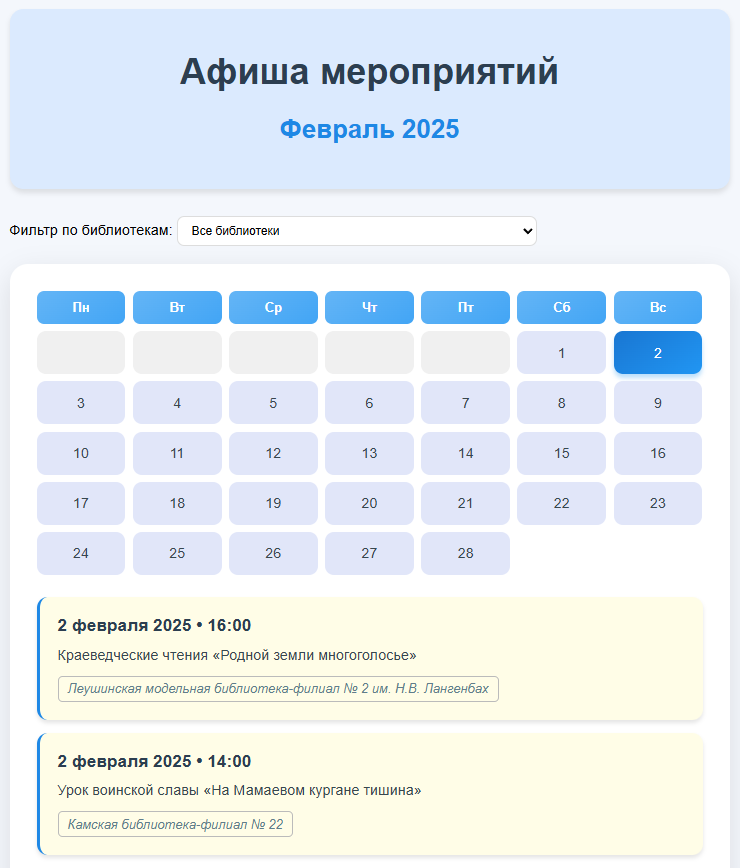 Афиша мероприятий
Февраль 2025
Фильтр по библиотекам: Все библиотеки
Пн Вт Ср Чт Пт Сб Вс
1 2
3 4 5 6 7 8 9
10 11 12 13 14 15 16
17 18 19 20 21 22 23
24 25 26 27 28
2 февраля 2025 • 16:00
Краеведческие чтения «Родной земли многоголосье»
Леушинская модельная библиотека-филиал № 2 им. Н.В. Лангенбах
2 февраля 2025 • 14:00
Урок воинской славы «На Мамаевом кургане тишина»
Камская библиотека-филиал № 22